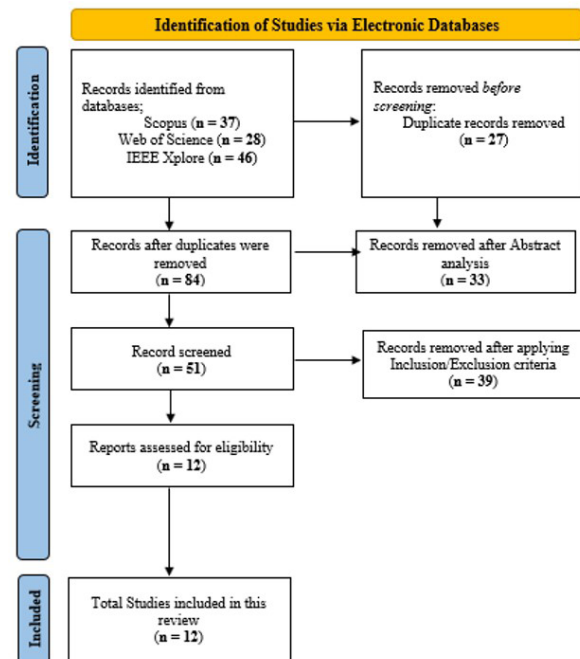 Identification of Studies via Electronic Databases
Identification
Records identified from
databases;
Scopus (n = 37)
Web of Science (n = 28)
IEEE Xplore (n = 46)
Records removed before
screening:
Duplicate records removed
(n = 27)
Screening
Records after duplicates were
removed
(n = 84)
Records removed after Abstract
analysis
(n = 33)
Record screened
(n = 51)
Records removed after applying
Inclusion/Exclusion criteria
(n = 39)
Reports assessed for eligibility
(n = 12)
Included
Total Studies included in this
review
(n = 12)